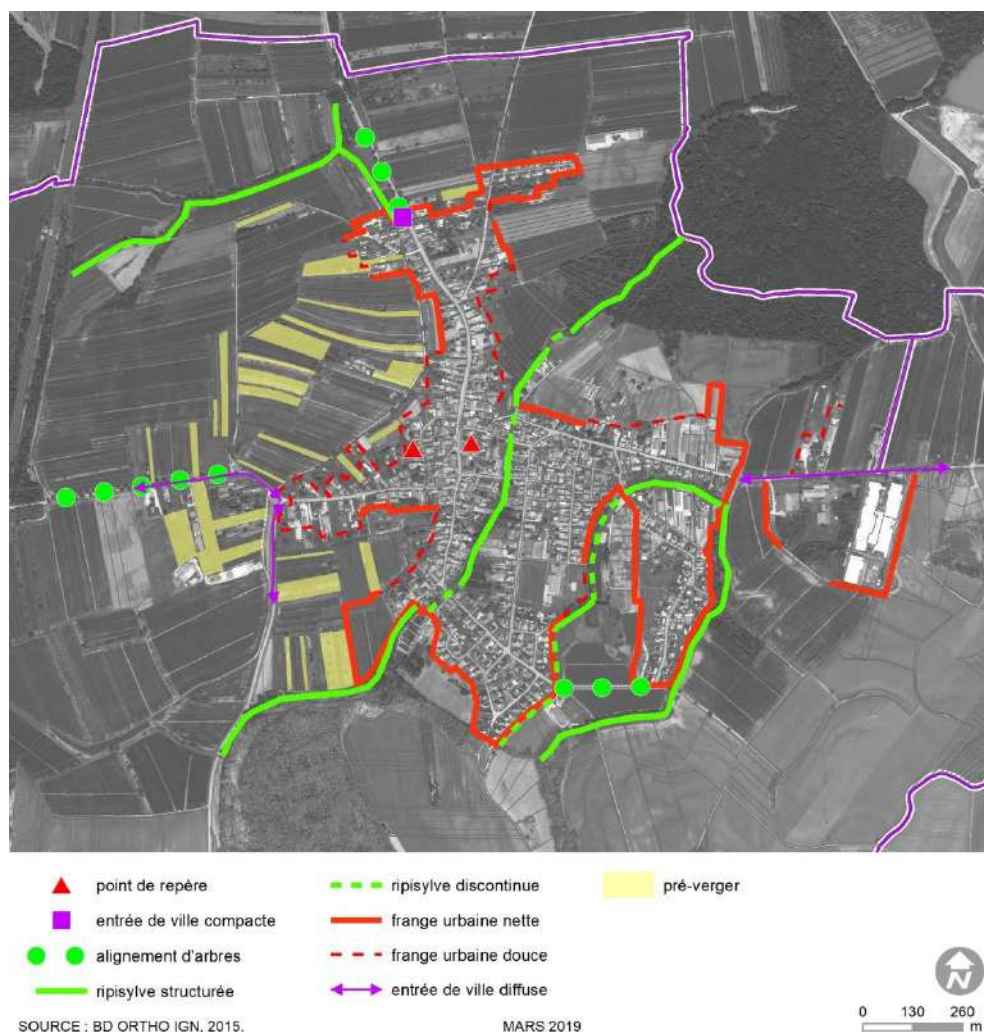 point de repère
entrée de ville compacte
alignement d'arbres
ripisylve structurée
ripisylve discontinue
frange urbaine nette
frange urbaine douce
entrée de ville diffuse
pré-verger
N
0 130 260
m
SOURCE : BD ORTHO IGN, 2015.
MARS 2019